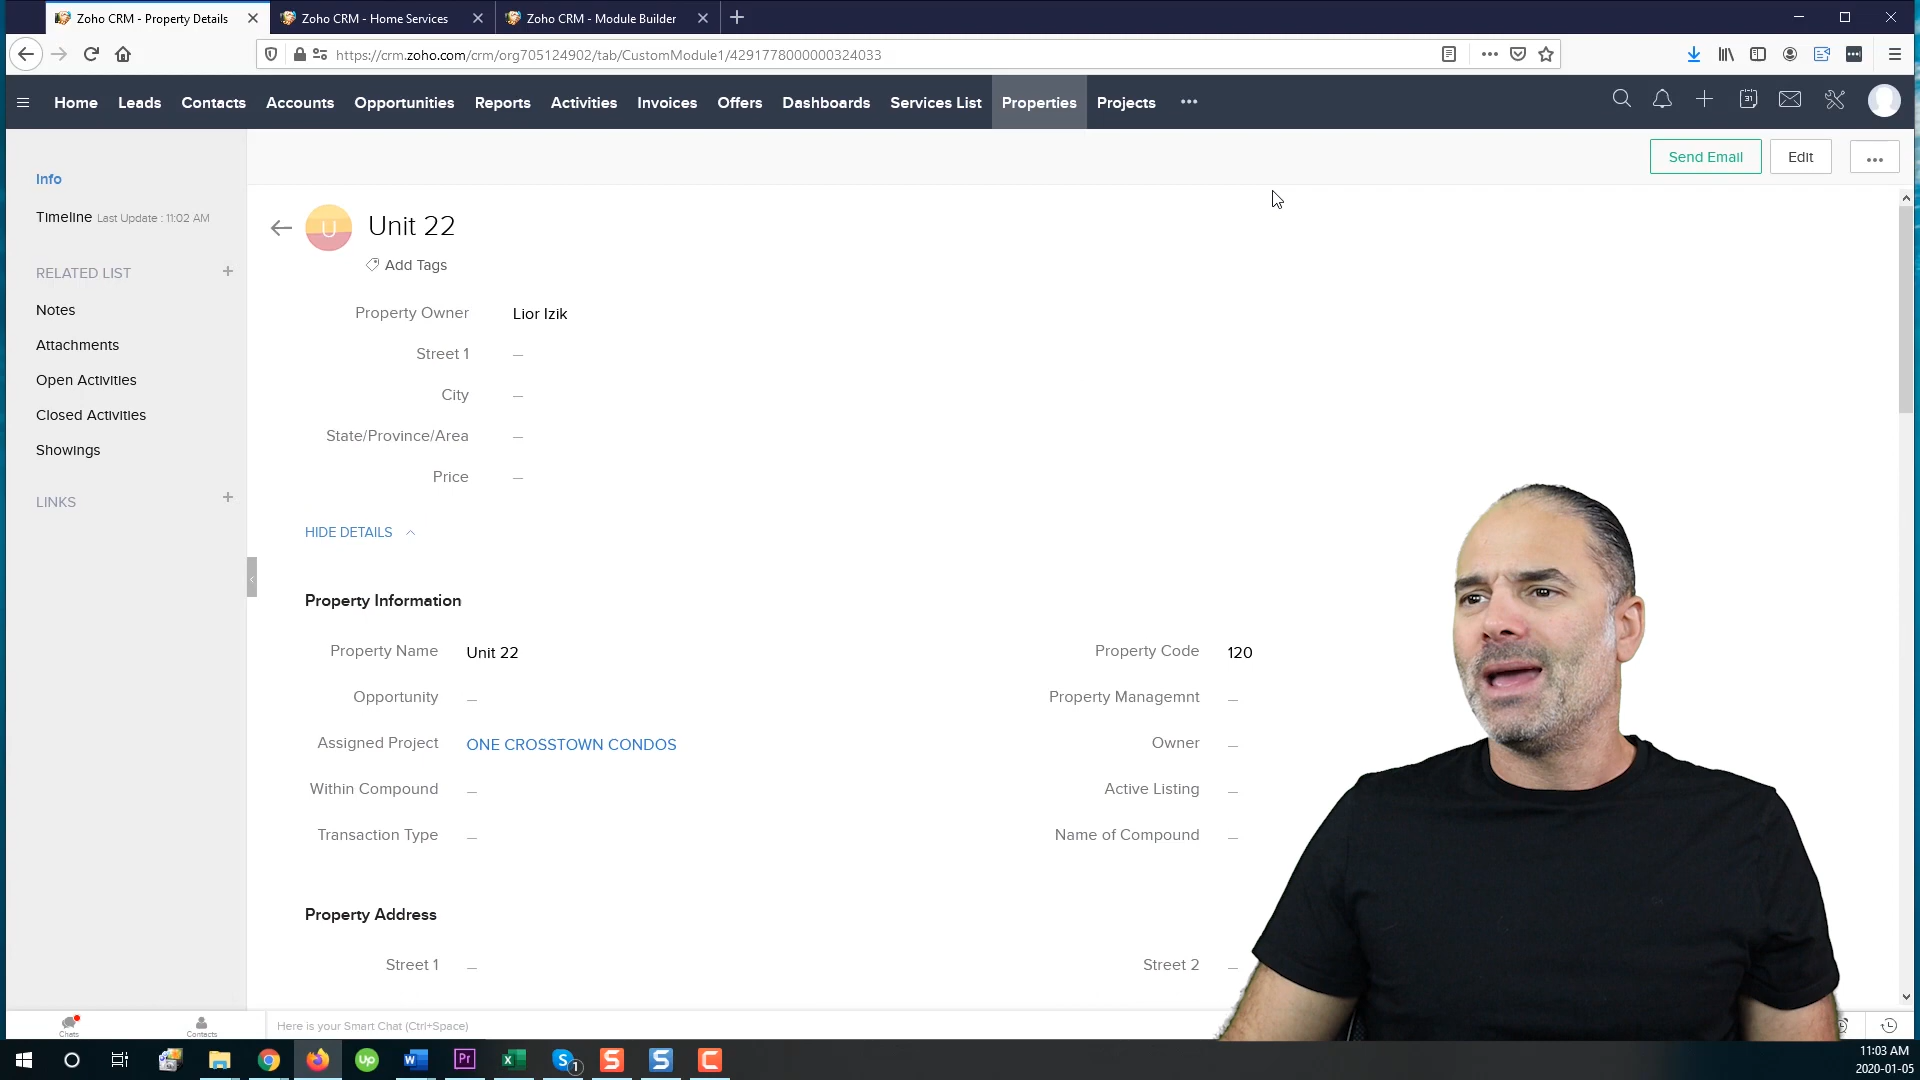 Zoho CRM - Property Details
Zoho CRM - Home Services
Zoho CRM - Module Builder
https://crm.zoho.com/crm/org705124902/tab/CustomModule1/4291778000000324033
Home Leads Contacts Accounts Opportunities Reports Activities Invoices Offers Dashboards Services List Properties Projects
31
Send Email Edit
Info
Timeline Last Update : 11:02 AM
RELATED LIST
Notes
Attachments
Open Activities
Closed Activities
Showings
LINKS
U
Unit 22
Add Tags
Property Owner Lior Izik
Street 1 —
City —
State/Province/Area —
Price —
HIDE DETAILS
Property Information
Property Name Unit 22 Property Code 120
Opportunity — Property Managemnt —
Assigned Project ONE CROSSTOWN CONDOS Owner —
Within Compound — Active Listing —
Transaction Type — Name of Compound —
Property Address
Street 1 — Street 2 —
Chats Contacts Here is your Smart Chat (Ctrl+Space)
Up W Pr X S 1 S S C
11:03 AM
2020-01-05